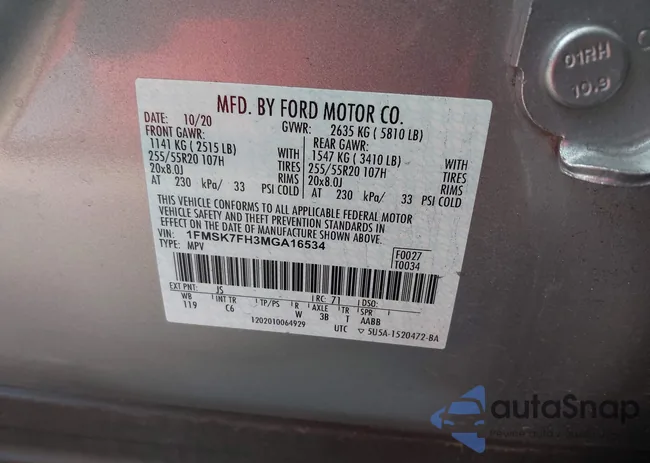 01RH
10.9
MFD. BY FORD MOTOR CO.
DATE: 10/20 GVWR: 2635 KG ( 5810 LB)
FRONT GAWR: REAR GAWR:
1141 KG ( 2515 LB) WITH 1547 KG ( 3410 LB) WITH
255/55R20 107H TIRES 255/55R20 107H TIRES
20x8.0J RIMS 20x8.0J RIMS
AT 230 kPa/ 33 PSI COLD AT 230 kPa/ 33 PSI COLD
THIS VEHICLE CONFORMS TO ALL APPLICABLE FEDERAL MOTOR
VEHICLE SAFETY AND THEFT PREVENTION STANDARDS IN
EFFECT ON THE DATE OF MANUFACTURE SHOWN ABOVE.
VIN: 1FMSK7FH3MGA16534
TYPE: MPV
F0027
T0034
EXT PNT: JS RC: 71 DSO:
WB INT TR TP/PS R AXLE TR SPR
119 C6 W 3B 1 AABB
1202010064929 UTC ▽ 5U5A-1520472-BA
autoSnap